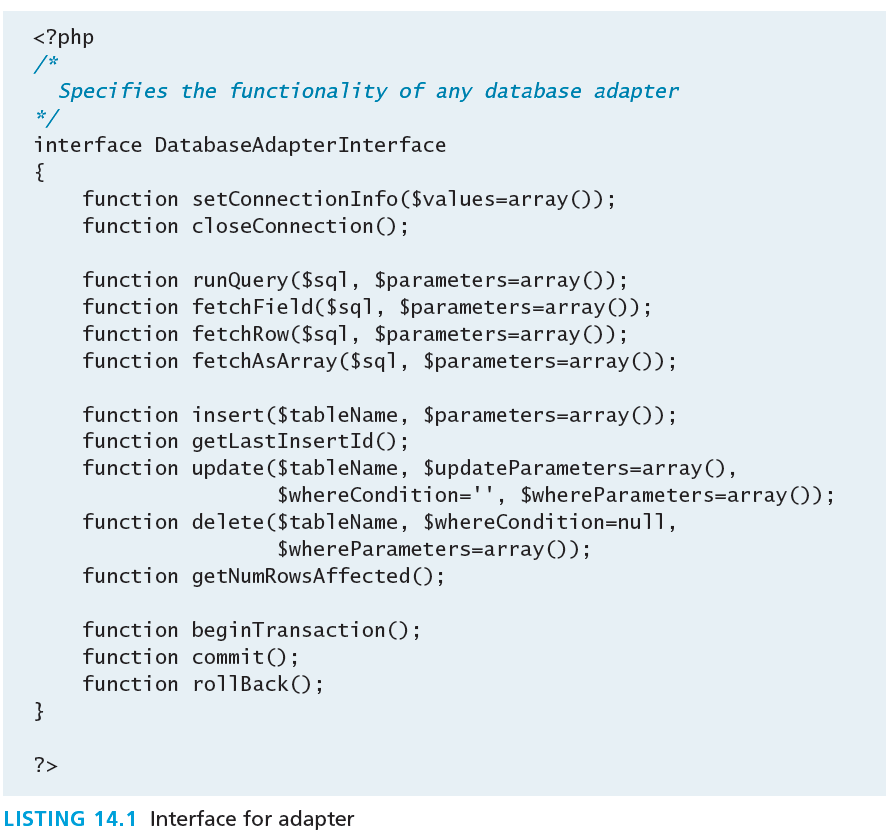 <?php
/*
  Specifies the functionality of any database adapter
*/
interface DatabaseAdapterInterface
{
    function setConnectionInfo($values=array());
    function closeConnection();

    function runQuery($sql, $parameters=array());
    function fetchField($sql, $parameters=array());
    function fetchRow($sql, $parameters=array());
    function fetchAsArray($sql, $parameters=array());

    function insert($tableName, $parameters=array());
    function getLastInsertId();
    function update($tableName, $updateParameters=array(),
                    $whereCondition='', $whereParameters=array());
    function delete($tableName, $whereCondition=null,
                    $whereParameters=array());
    function getNumRowsAffected();

    function beginTransaction();
    function commit();
    function rollBack();
}

?>
LISTING 14.1 Interface for adapter